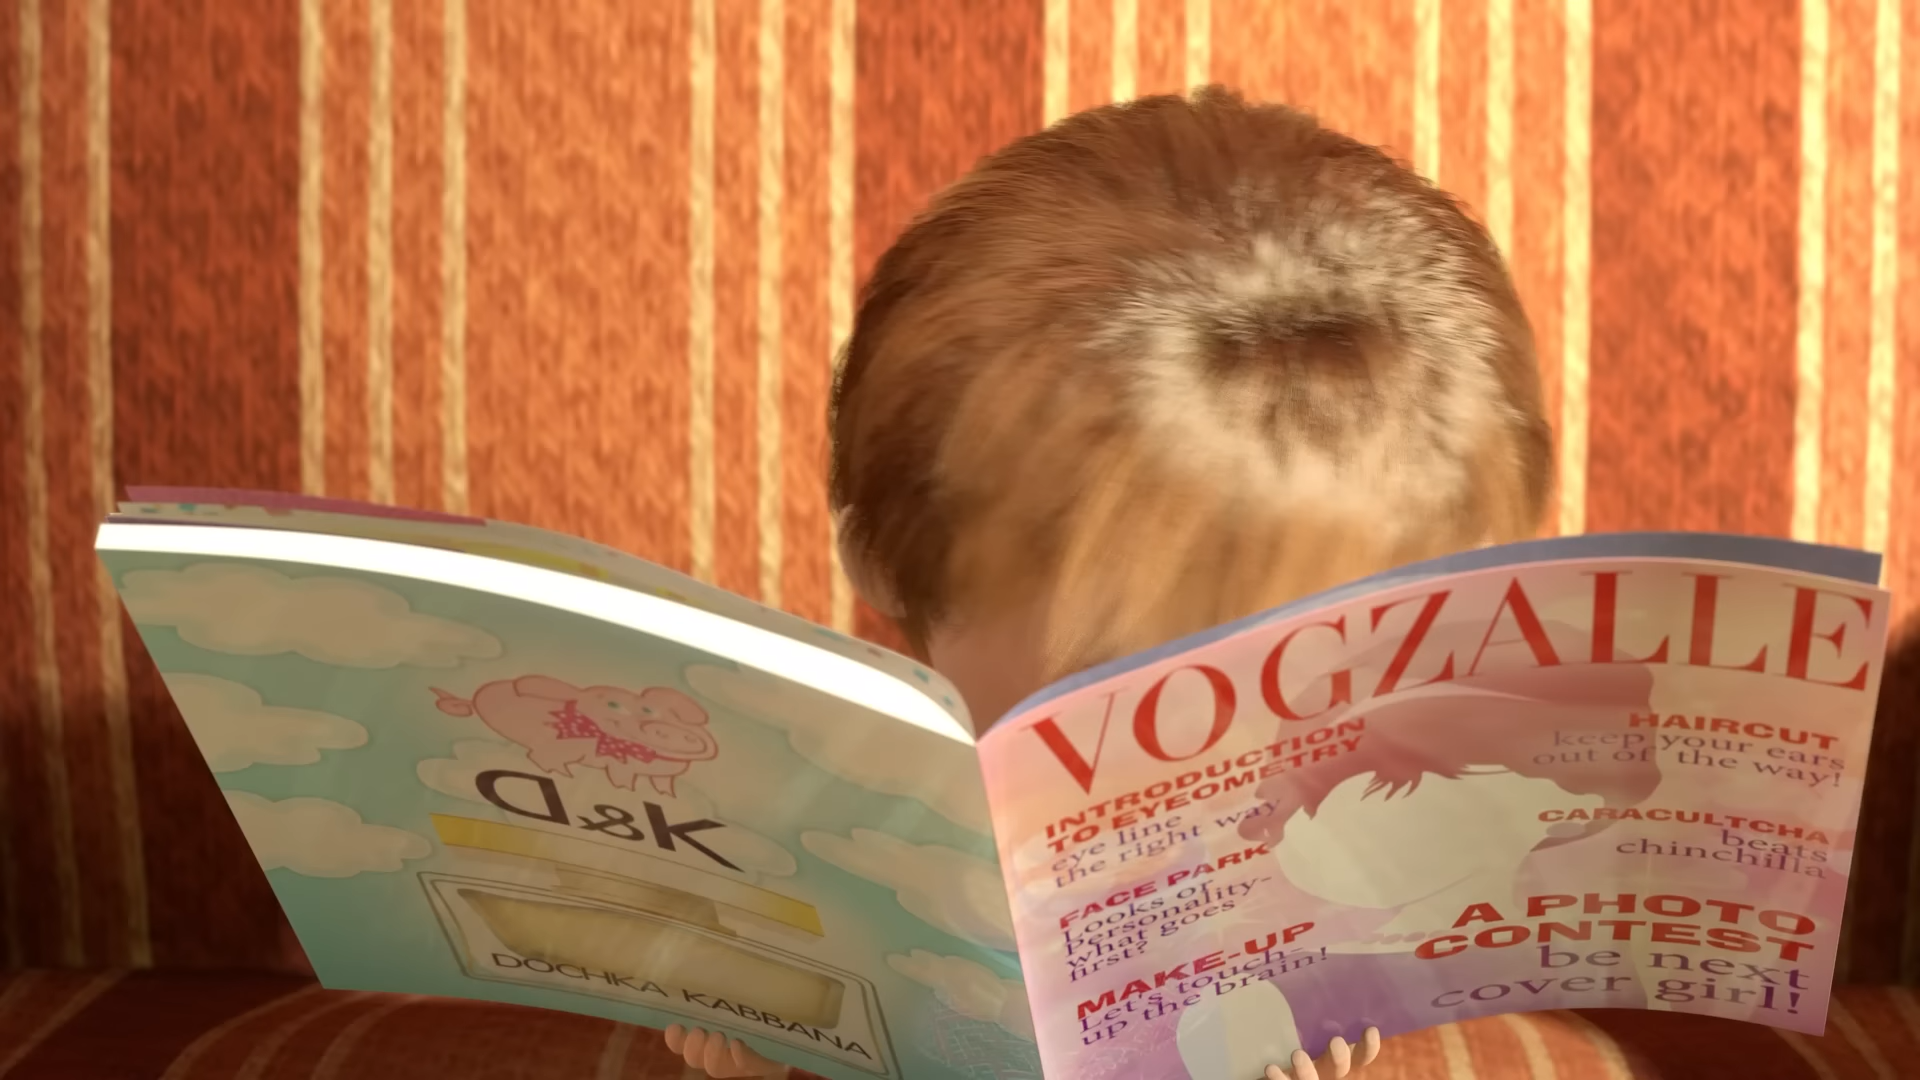 D&K
DOCHKA KABBANA
VOGZALLE
INTRODUCTION
TO EYEOMETRY
eye line
the right way
FACE PARK
Looks or
personality-
what goes
first?
MAKE-UP
Let's touch-
up the brain!
HAIRCUT
keep your ears
out of the way!
CARACULTCHA
beats
chinchilla
A PHOTO
CONTEST
be next
cover girl!